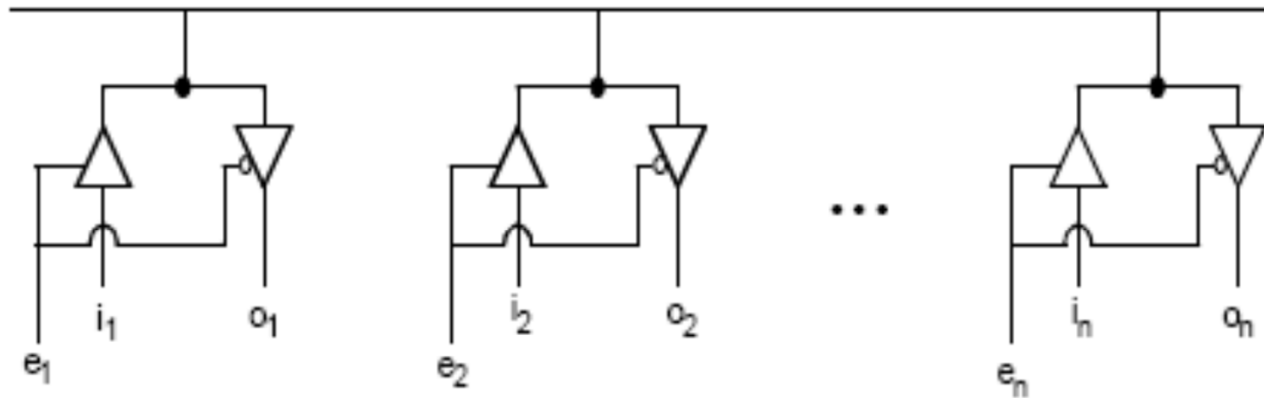 ...
i₁ o₁ i₂ o₂ iₙ oₙ
e₁ e₂ eₙ